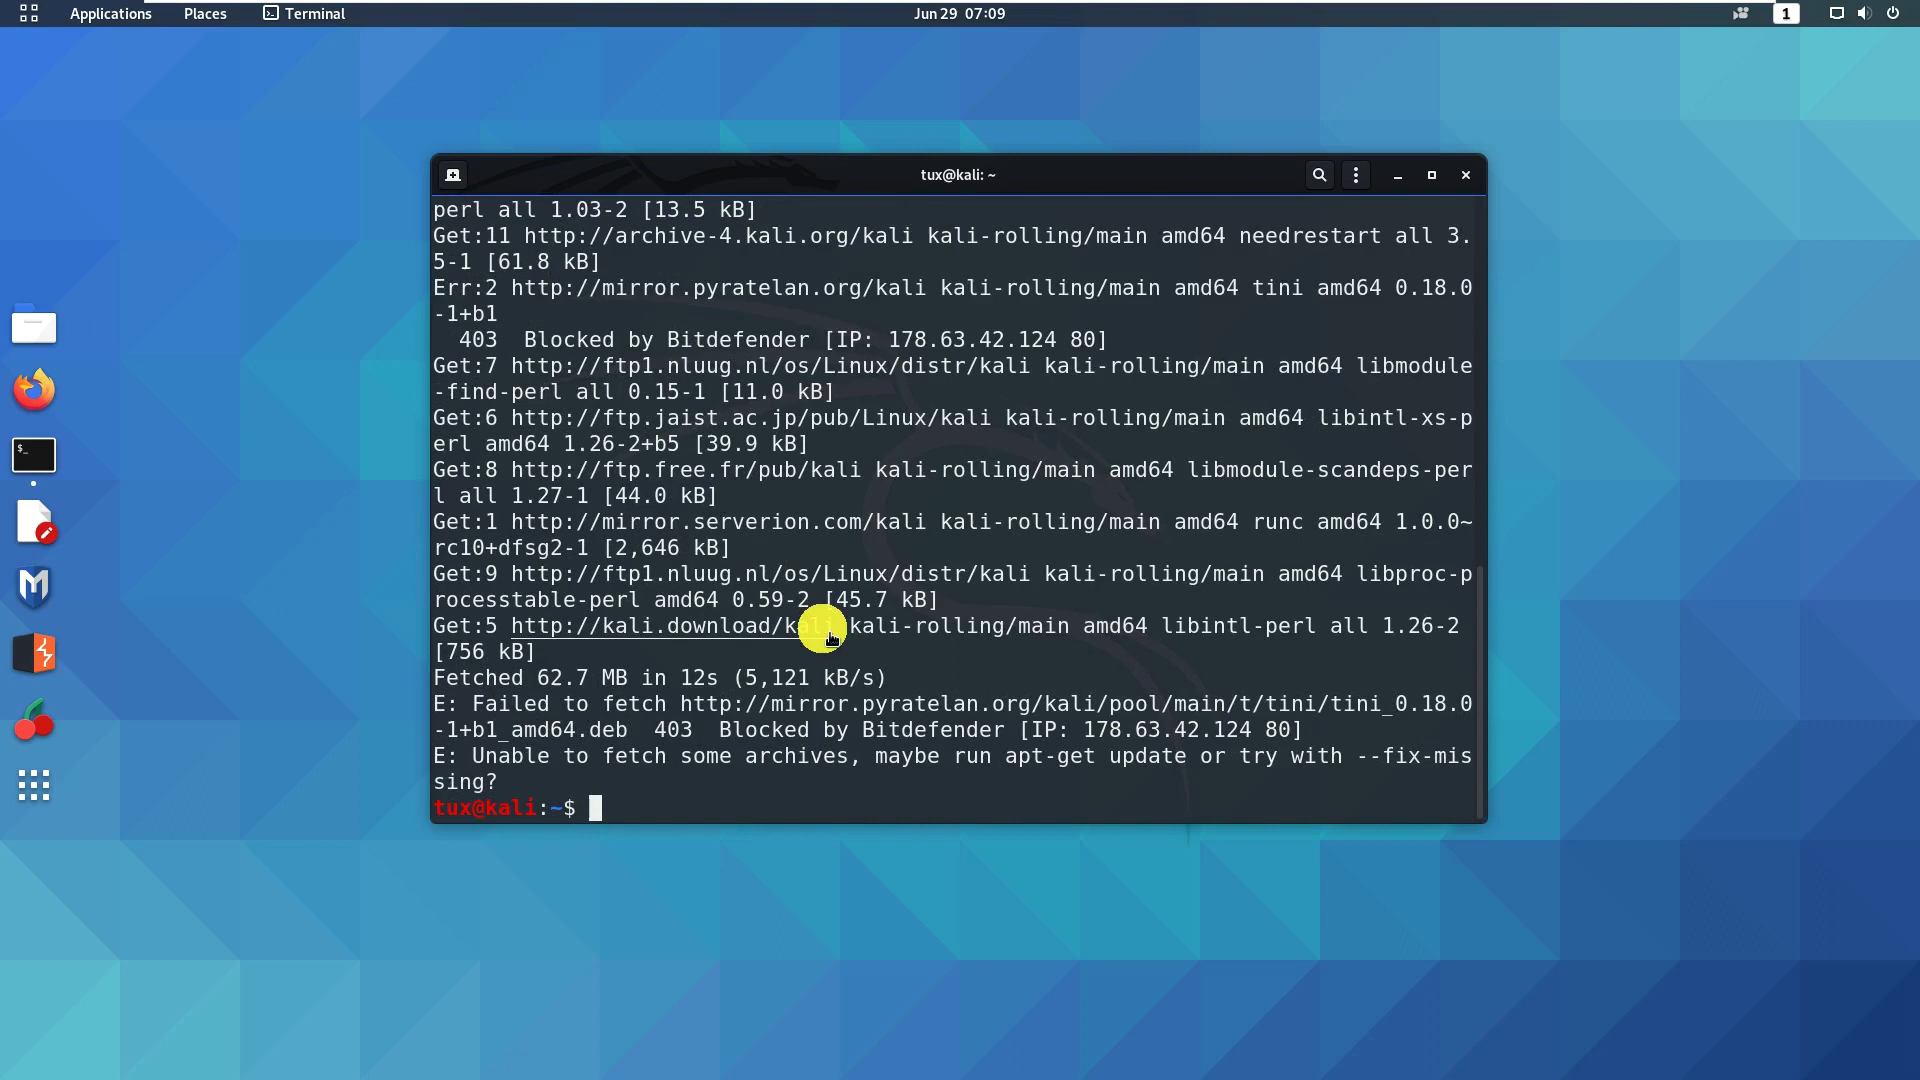 Applications Places Terminal Jun 29 07:09 1
tux@kali: ~
perl all 1.03-2 [13.5 kB]
Get:11 http://archive-4.kali.org/kali kali-rolling/main amd64 needrestart all 3.
5-1 [61.8 kB]
Err:2 http://mirror.pyratelan.org/kali kali-rolling/main amd64 tini amd64 0.18.0
-1+b1
  403  Blocked by Bitdefender [IP: 178.63.42.124 80]
Get:7 http://ftp1.nluug.nl/os/Linux/distr/kali kali-rolling/main amd64 libmodule
-find-perl all 0.15-1 [11.0 kB]
Get:6 http://ftp.jaist.ac.jp/pub/Linux/kali kali-rolling/main amd64 libintl-xs-p
erl amd64 1.26-2+b5 [39.9 kB]
Get:8 http://ftp.free.fr/pub/kali kali-rolling/main amd64 libmodule-scandeps-per
l all 1.27-1 [44.0 kB]
Get:1 http://mirror.serverion.com/kali kali-rolling/main amd64 runc amd64 1.0.0~
rc10+dfsg2-1 [2,646 kB]
Get:9 http://ftp1.nluug.nl/os/Linux/distr/kali kali-rolling/main amd64 libproc-p
rocesstable-perl amd64 0.59-2 [45.7 kB]
Get:5 http://kali.download/kali kali-rolling/main amd64 libintl-perl all 1.26-2
[756 kB]
Fetched 62.7 MB in 12s (5,121 kB/s)
E: Failed to fetch http://mirror.pyratelan.org/kali/pool/main/t/tini/tini_0.18.0
-1+b1_amd64.deb  403  Blocked by Bitdefender [IP: 178.63.42.124 80]
E: Unable to fetch some archives, maybe run apt-get update or try with --fix-mis
sing?
tux@kali:~$